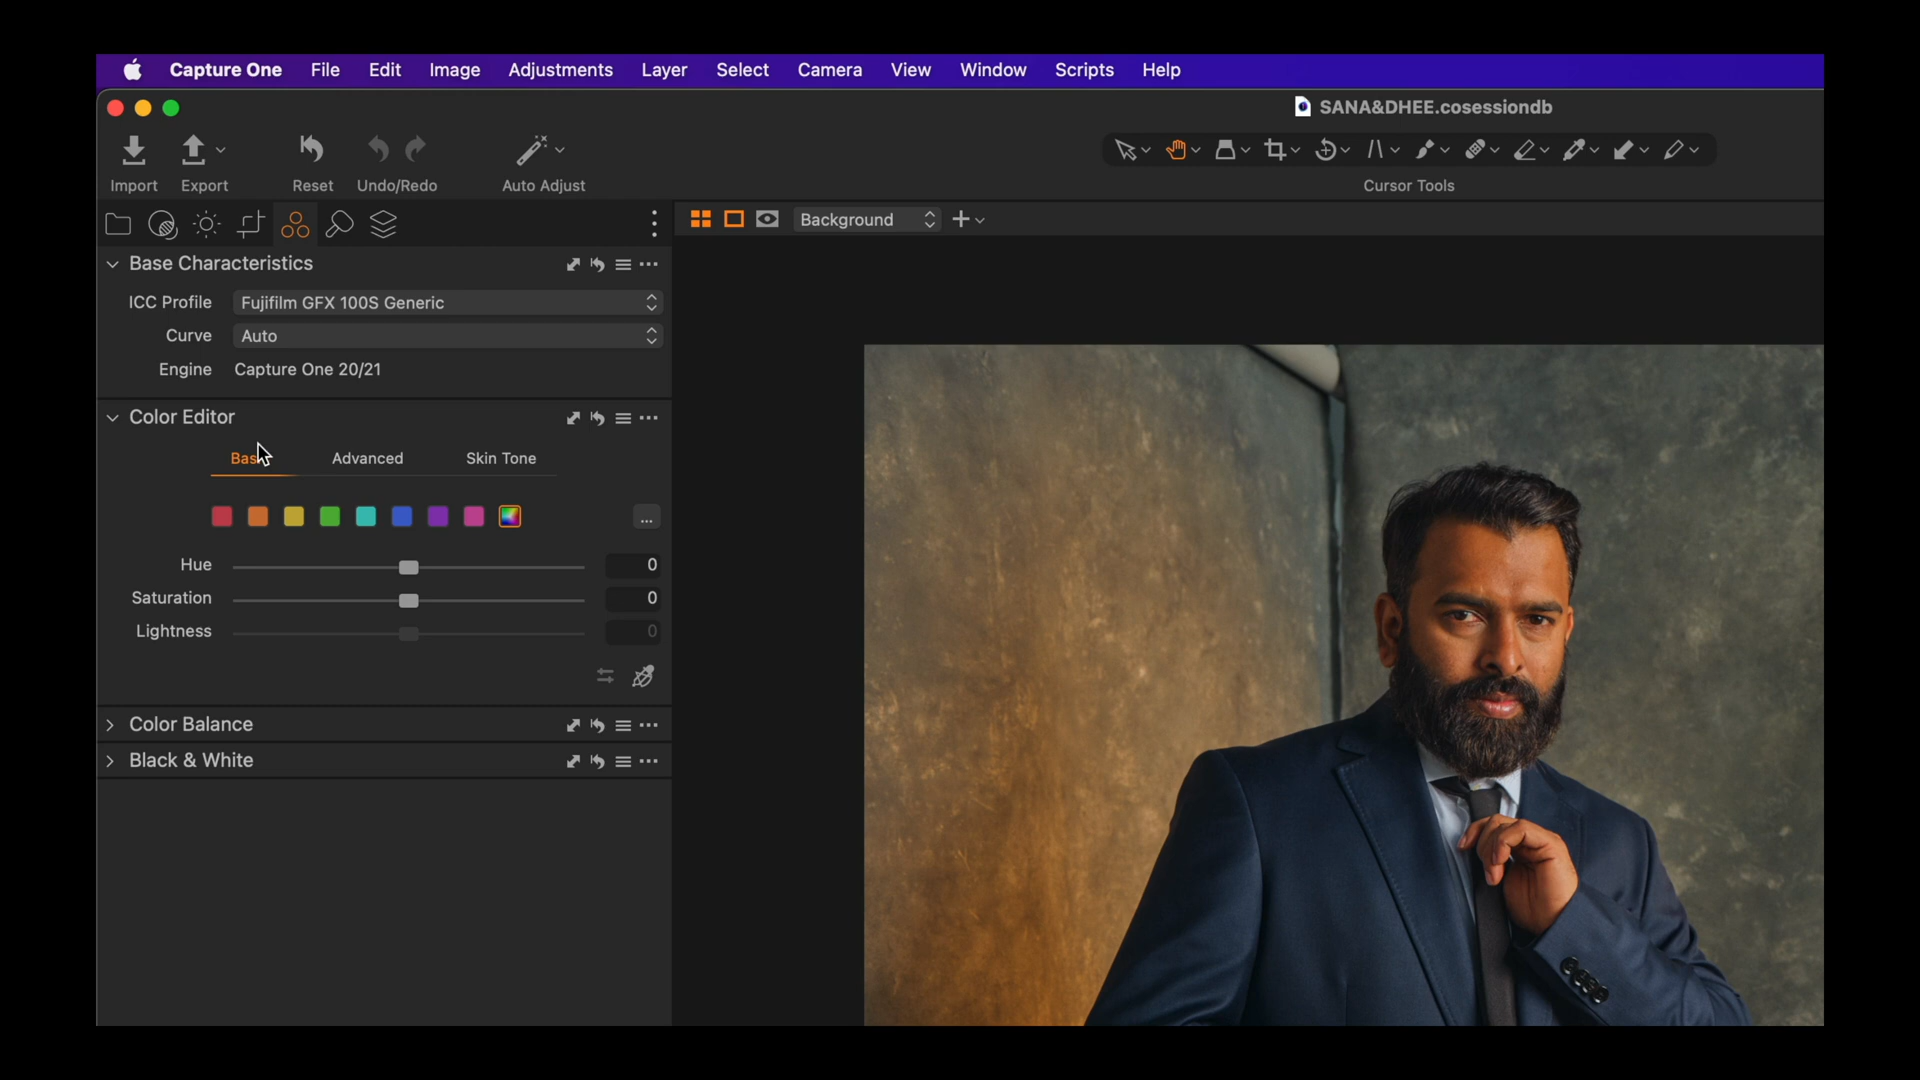 Capture One File Edit Image Adjustments Layer Select Camera View Window Scripts Help
SANA&DHEE.cosessiondb
Import Export Reset Undo/Redo Auto Adjust Cursor Tools
Background
Base Characteristics
ICC Profile Fujifilm GFX 100S Generic
Curve Auto
Engine Capture One 20/21
Color Editor
Advanced Skin Tone
...
Hue 0
Saturation 0
Lightness 0
Color Balance
Black & White